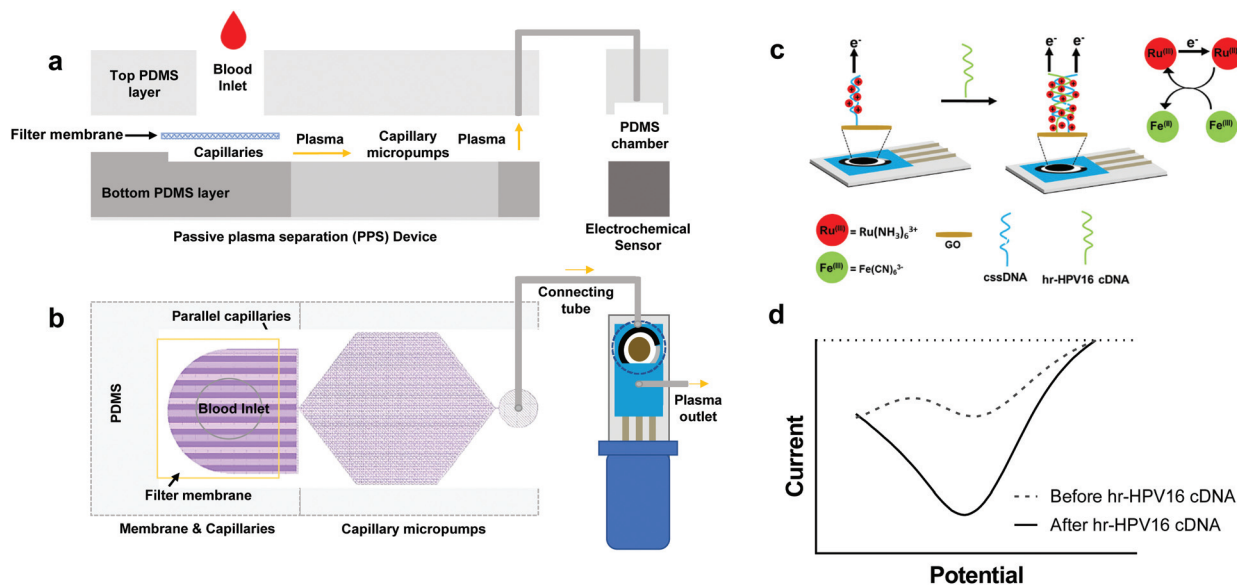 a
Blood
Inlet
Top PDMS
layer
Filter membrane
Capillaries
Plasma
Capillary
micropumps
Plasma
PDMS
chamber
Bottom PDMS layer
Passive plasma separation (PPS) Device
Electrochemical
Sensor
b
Parallel capillaries
PDMS
Blood Inlet
Filter membrane
Membrane & Capillaries
Capillary micropumps
Connecting
tube
Plasma
outlet
c
e-
e- e-
Ru(III) e- Ru(II)
Fe(II) Fe(III)
Ru(III) = Ru(NH3)6 3+
GO
Fe(III) = Fe(CN)6 3-
cssDNA
hr-HPV16 cDNA
d
Current
Before hr-HPV16 cDNA
After hr-HPV16 cDNA
Potential